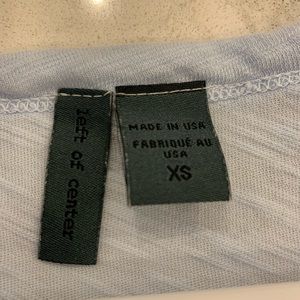 left of center
MADE IN USA
FABRIQUÉ AU
USA
XS